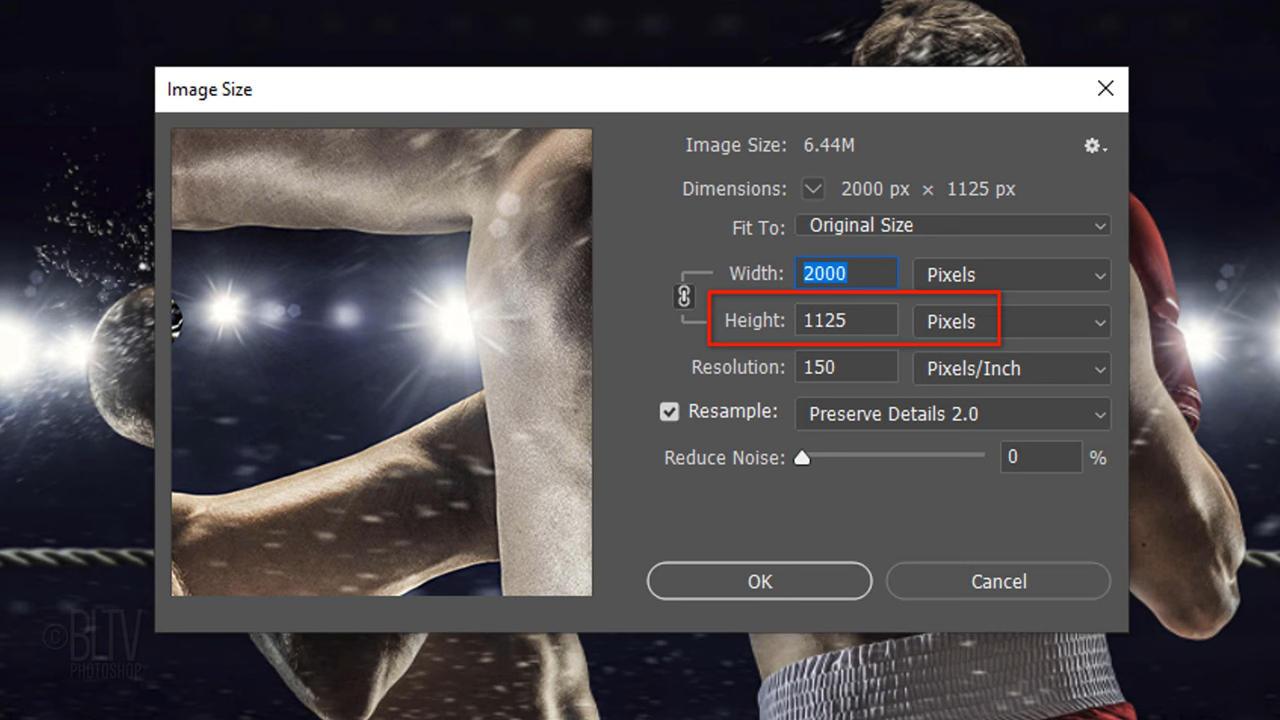 Image Size
Image Size: 6.44M
Dimensions: 2000 px × 1125 px
Fit To: Original Size
Width: 2000 Pixels
Height: 1125 Pixels
Resolution: 150 Pixels/Inch
Resample: Preserve Details 2.0
Reduce Noise: 0 %
OK Cancel
©BLTV
PHOTOSHOP